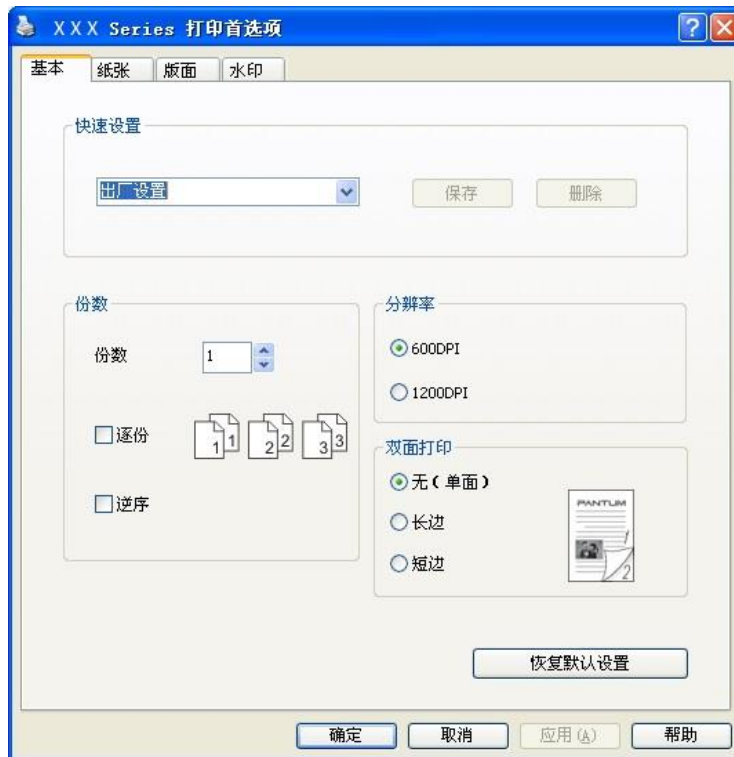 XXX Series 打印首选项
基本 纸张 版面 水印
快速设置
出厂设置 保存 删除
份数
份数 1
逐份 1 1 2 2 3 3
逆序
分辨率
600DPI
1200DPI
双面打印
无(单面)
长边
短边
PANTUM
1
2
恢复默认设置
确定 取消 应用(A) 帮助